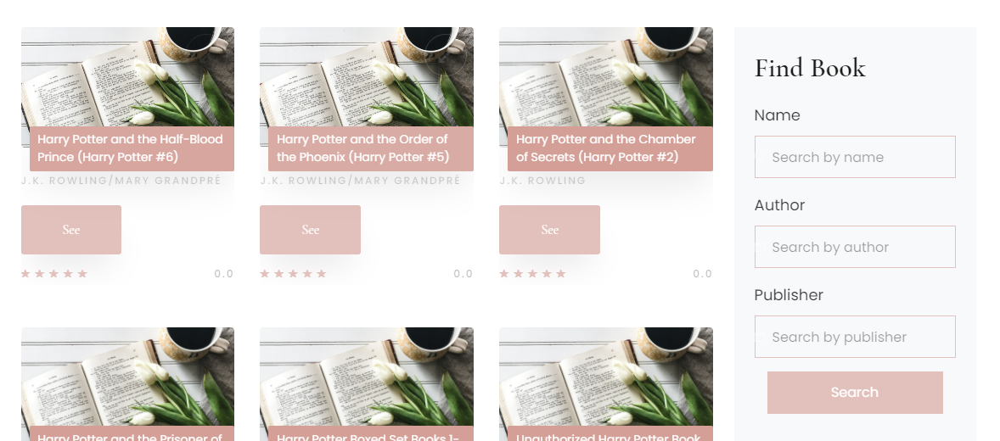 Harry Potter and the Half-Blood
Prince (Harry Potter #6)
J.K. ROWLING/MARY GRANDPRÉ
See
0.0
Harry Potter and the Order of
the Phoenix (Harry Potter #5)
J.K. ROWLING/MARY GRANDPRÉ
See
0.0
Harry Potter and the Chamber
of Secrets (Harry Potter #2)
J.K. ROWLING
See
0.0
Harry Potter and the Prisoner of
Harry Potter Boxed Set Books 1-
Unauthorized Harry Potter Book
Find Book
Name
Search by name
Author
Search by author
Publisher
Search by publisher
Search